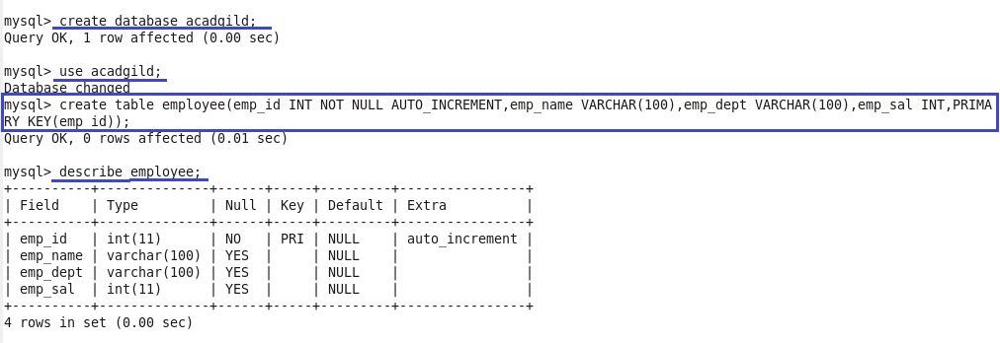 mysql> create database acadgild;
Query OK, 1 row affected (0.00 sec)
mysql> use acadgild;
Database changed
mysql> create table employee(emp_id INT NOT NULL AUTO_INCREMENT,emp_name VARCHAR(100),emp_dept VARCHAR(100),emp_sal INT,PRIMA
RY KEY(emp_id));
Query OK, 0 rows affected (0.01 sec)
mysql> describe employee;
+----------+--------------+------+-----+---------+----------------+
| Field    | Type         | Null | Key | Default | Extra          |
+----------+--------------+------+-----+---------+----------------+
| emp_id   | int(11)      | NO   | PRI | NULL    | auto_increment |
| emp_name | varchar(100) | YES  |     | NULL    |                |
| emp_dept | varchar(100) | YES  |     | NULL    |                |
| emp_sal  | int(11)      | YES  |     | NULL    |                |
+----------+--------------+------+-----+---------+----------------+
4 rows in set (0.00 sec)